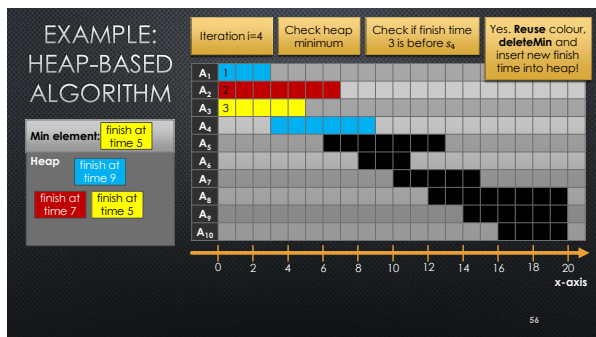 EXAMPLE:
HEAP-BASED
ALGORITHM
Iteration i=4
Check heap
minimum
Check if finish time
3 is before s₄
Yes. Reuse colour,
deleteMin and
insert new finish
time into heap!
Min element:
finish at
time 5
Heap
finish at
time 9
finish at
time 7
finish at
time 5
A₁ 1
A₂ 2
A₃ 3
A₄
A₅
A₆
A₇
A₈
A₉
A₁₀
0 2 4 6 8 10 12 14 16 18 20
x-axis
56